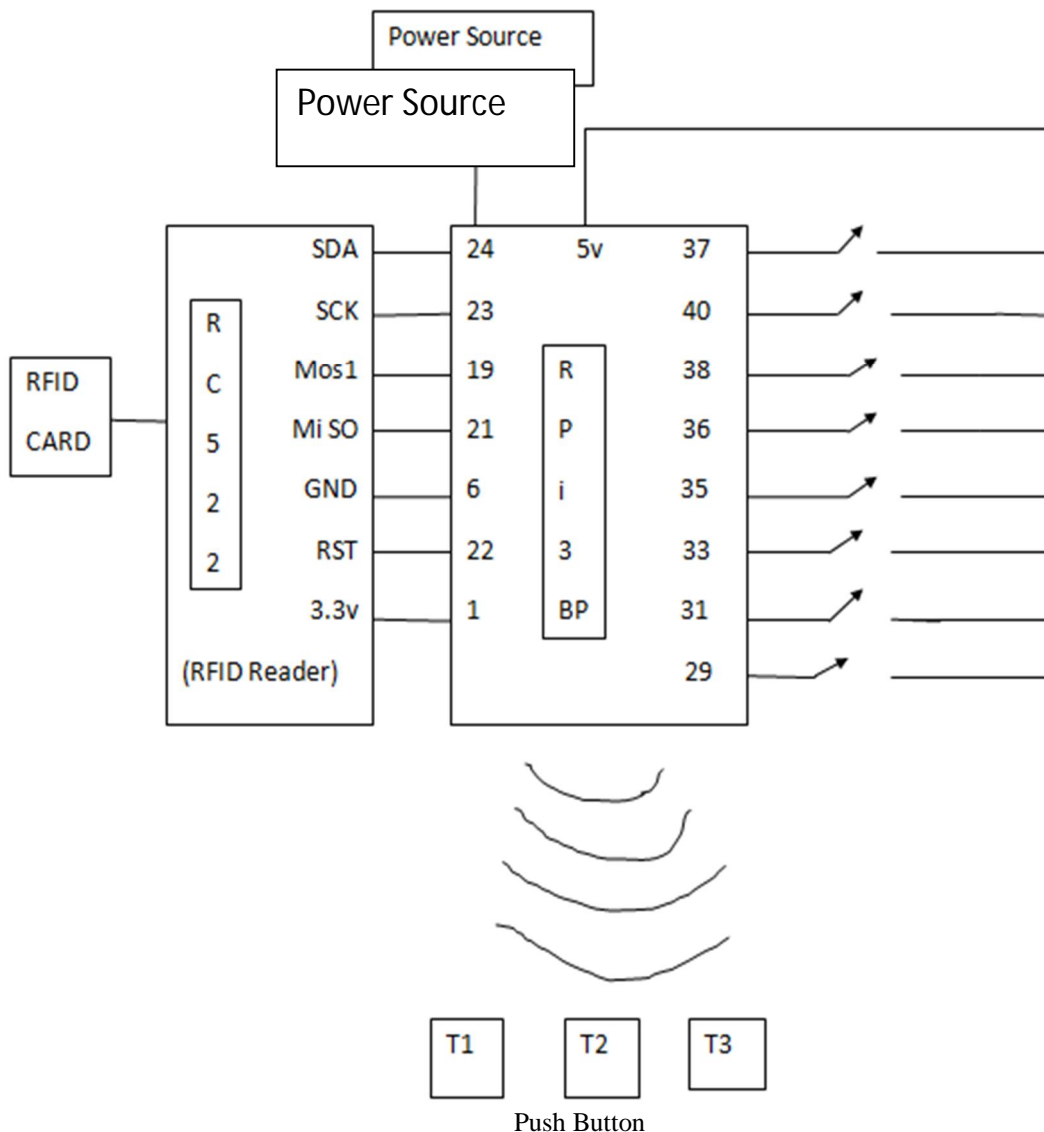 Power Source
Power Source
SDA 24 5v 37
SCK 23 40
R
Mos1 19 R 38
RFID
C
MiSO 21 P 36
CARD
5
GND 6 i 35
2
RST 22 3 33
2
3.3v 1 BP 31
(RFID Reader) 29
T1 T2 T3
Push Button